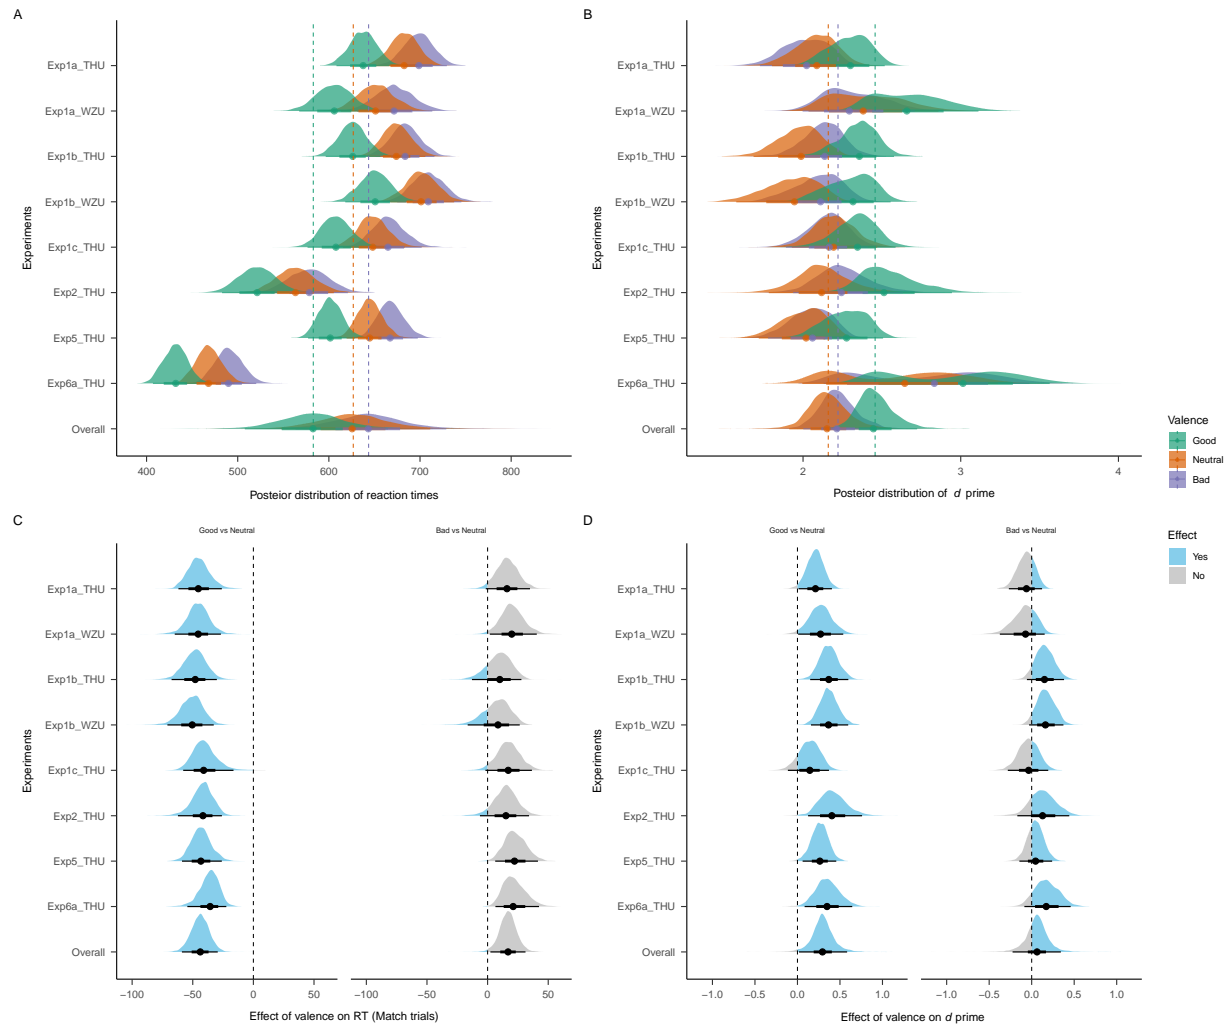 A
Exp1a_THU
Exp1a_WZU
Exp1b_THU
Exp1b_WZU
Exp1c_THU
Exp2_THU
Exp5_THU
Exp6a_THU
Overall
Experiments
400 500 600 700 800
Posteior distribution of reaction times
B
Exp1a_THU
Exp1a_WZU
Exp1b_THU
Exp1b_WZU
Exp1c_THU
Exp2_THU
Exp5_THU
Exp6a_THU
Overall
Experiments
2 3 4
Posteior distribution of d prime
Valence
Good
Neutral
Bad
C
Good vs Neutral
Bad vs Neutral
Exp1a_THU
Exp1a_WZU
Exp1b_THU
Exp1b_WZU
Exp1c_THU
Exp2_THU
Exp5_THU
Exp6a_THU
Overall
Experiments
−100 −50 0 50 −100 −50 0 50
Effect of valence on RT (Match trials)
D
Good vs Neutral
Bad vs Neutral
Exp1a_THU
Exp1a_WZU
Exp1b_THU
Exp1b_WZU
Exp1c_THU
Exp2_THU
Exp5_THU
Exp6a_THU
Overall
Experiments
−1.0 −0.5 0.0 0.5 1.0 −1.0 −0.5 0.0 0.5 1.0
Effect of valence on d prime
Effect
Yes
No